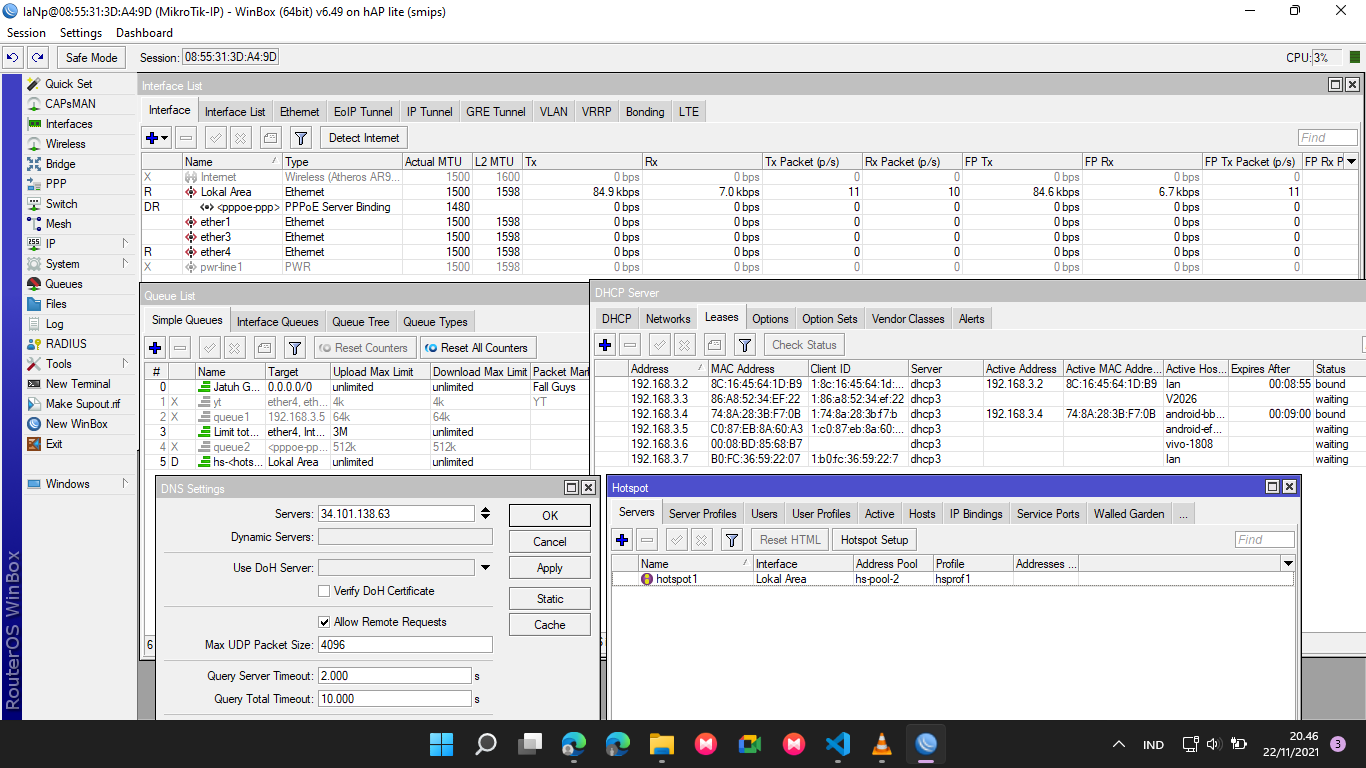 IaNp@08:55:31:3D:A4:9D (MikroTik-IP) - WinBox (64bit) v6.49 on hAP lite (smips)
Session Settings Dashboard
Safe Mode Session: 08:55:31:3D:A4:9D CPU: 3%
RouterOS WinBox
Quick Set
CAPsMAN
Interfaces
Wireless
Bridge
PPP
Switch
Mesh
IP
System
Queues
Files
Log
RADIUS
Tools
New Terminal
Make Supout.rif
New WinBox
Exit
Windows
Interface List
Interface Interface List Ethernet EoIP Tunnel IP Tunnel GRE Tunnel VLAN VRRP Bonding LTE
Detect Internet Find
Name Type Actual MTU L2 MTU Tx Rx Tx Packet (p/s) Rx Packet (p/s) FP Tx FP Rx FP Tx Packet (p/s) FP Rx P
X Internet Wireless (Atheros AR9... 1500 1600 0 bps 0 bps 0 0 0 bps 0 bps 0
R Lokal Area Ethernet 1500 1598 84.9 kbps 7.0 kbps 11 10 84.6 kbps 6.7 kbps 11
DR <pppoe-ppp> PPPoE Server Binding 1480 0 bps 0 bps 0 0 0 bps 0 bps 0
ether1 Ethernet 1500 1598 0 bps 0 bps 0 0 0 bps 0 bps 0
ether3 Ethernet 1500 1598 0 bps 0 bps 0 0 0 bps 0 bps 0
R ether4 Ethernet 1500 1598 0 bps 0 bps 0 0 0 bps 0 bps 0
X pwr-line1 PWR 1500 1598 0 bps 0 bps 0 0 0 bps 0 bps 0
Queue List
Simple Queues Interface Queues Queue Tree Queue Types
Reset Counters Reset All Counters
# Name Target Upload Max Limit Download Max Limit Packet Mar
0 Jatuh G... 0.0.0.0/0 unlimited unlimited Fall Guys
1 X yt ether4, eth... 4k 4k YT
2 X queue1 192.168.3.5 64k 64k
3 Limit tot... ether4, Int... 3M unlimited
4 X queue2 <pppoe-pp... 512k 512k
5 D hs-<hots... Lokal Area unlimited unlimited
6
DHCP Server
DHCP Networks Leases Options Option Sets Vendor Classes Alerts
Check Status
Address MAC Address Client ID Server Active Address Active MAC Addre... Active Hos... Expires After Status
192.168.3.2 8C:16:45:64:1D:B9 1:8c:16:45:64:1d:... dhcp3 192.168.3.2 8C:16:45:64:1D:B9 Ian 00:08:55 bound
192.168.3.3 86:A8:52:34:EF:22 1:86:a8:52:34:ef:22 dhcp3 V2026 waiting
192.168.3.4 74:8A:28:3B:F7:0B 1:74:8a:28:3b:f7:b dhcp3 192.168.3.4 74:8A:28:3B:F7:0B android-bb... 00:09:00 bound
192.168.3.5 C0:87:EB:8A:60:A3 1:c0:87:eb:8a:60:... dhcp3 android-ef... waiting
192.168.3.6 00:08:BD:85:68:B7 dhcp3 vivo-1808 waiting
192.168.3.7 B0:FC:36:59:22:07 1:b0:fc:36:59:22:7 dhcp3 Ian waiting
DNS Settings
Servers: 34.101.138.63 OK
Dynamic Servers: Cancel
Use DoH Server: Apply
Verify DoH Certificate Static
Allow Remote Requests Cache
Max UDP Packet Size: 4096
Query Server Timeout: 2.000 s
Query Total Timeout: 10.000 s
Hotspot
Servers Server Profiles Users User Profiles Active Hosts IP Bindings Service Ports Walled Garden ...
Reset HTML Hotspot Setup Find
Name Interface Address Pool Profile Addresses ...
hotspot1 Lokal Area hs-pool-2 hsprof1
IND 20.46 3
22/11/2021